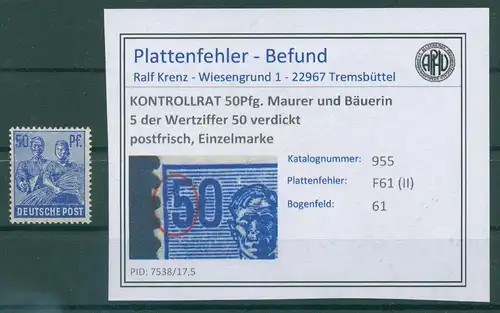 50 Pf.
DEUTSCHE POST
Plattenfehler - Befund
Ralf Krenz - Wiesengrund 1 - 22967 Tremsbüttel
KONTROLLRAT 50Pfg. Maurer und Bäuerin
5 der Wertziffer 50 verdickt
postfrisch, Einzelmarke
50
Katalognummer: 955
Plattenfehler: F61 (II)
Bogenfeld: 61
PID: 7538/17,5